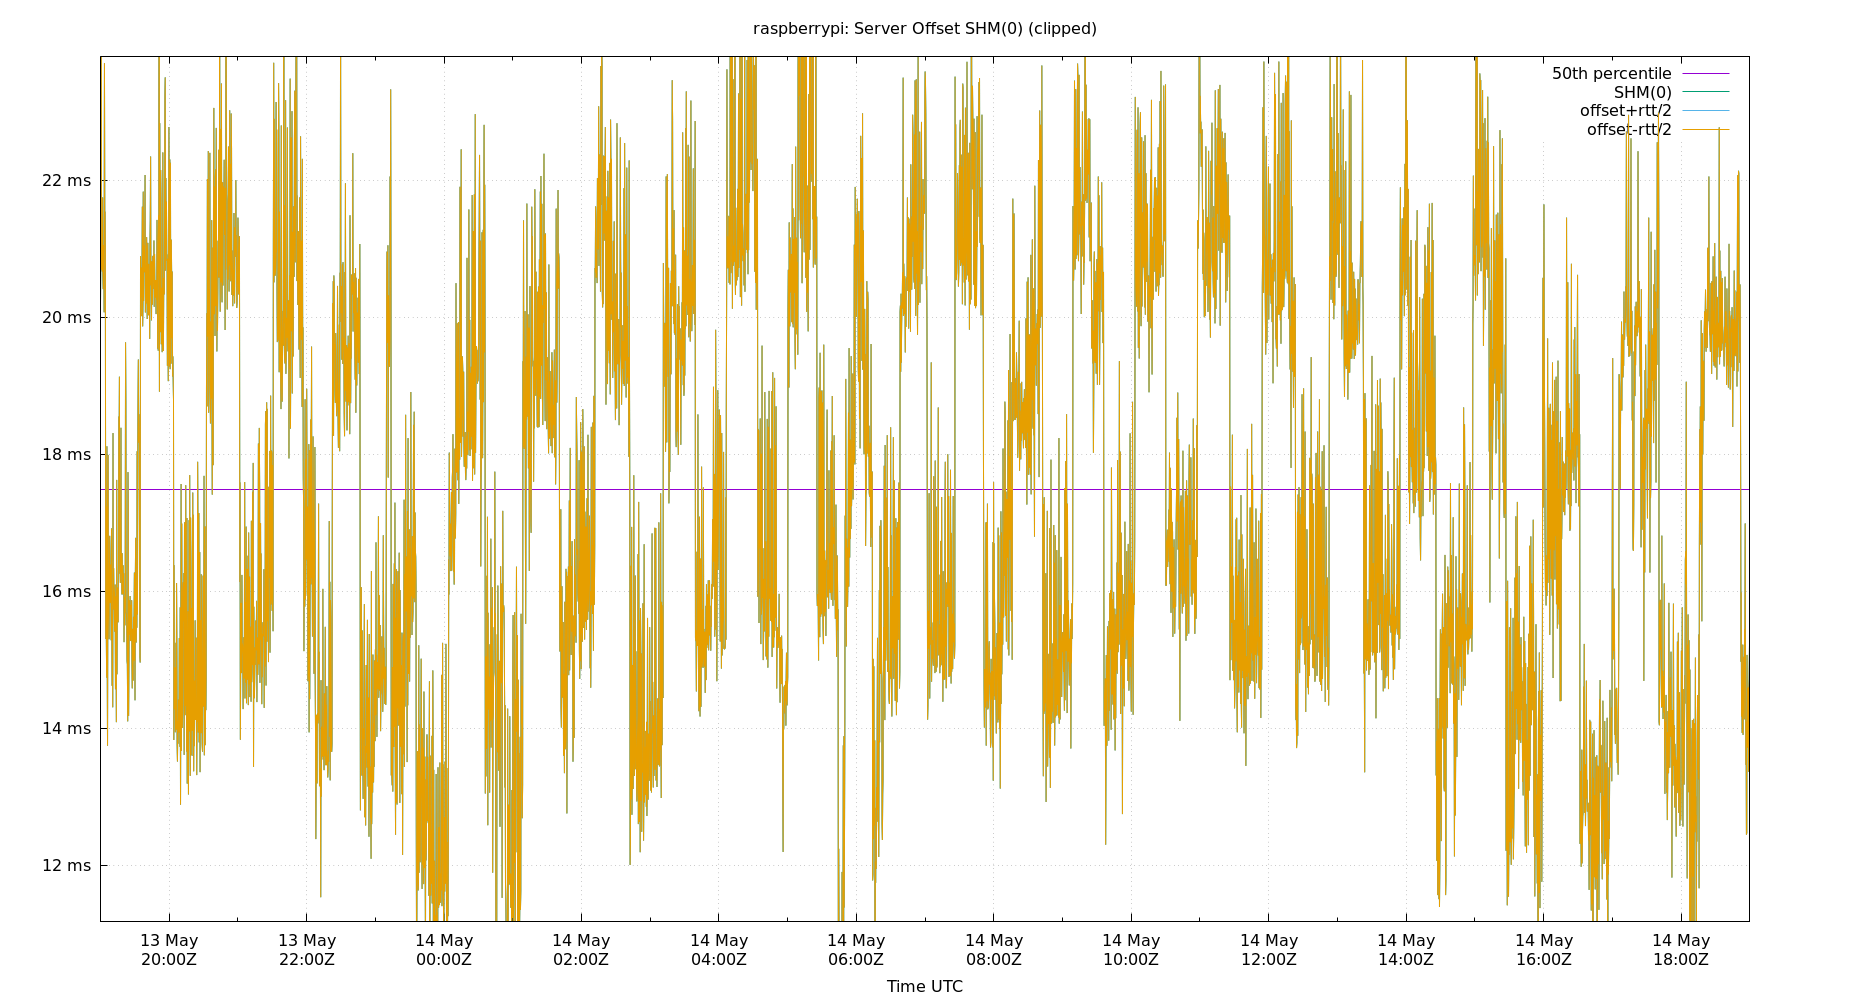 raspberrypi: Server Offset SHM(0) (clipped)
50th percentile
SHM(0)
offset+rtt/2
offset-rtt/2
22 ms
20 ms
18 ms
16 ms
14 ms
12 ms
13 May 13 May 14 May 14 May 14 May 14 May 14 May 14 May 14 May 14 May 14 May 14 May
20:00Z 22:00Z 00:00Z 02:00Z 04:00Z 06:00Z 08:00Z 10:00Z 12:00Z 14:00Z 16:00Z 18:00Z
Time UTC